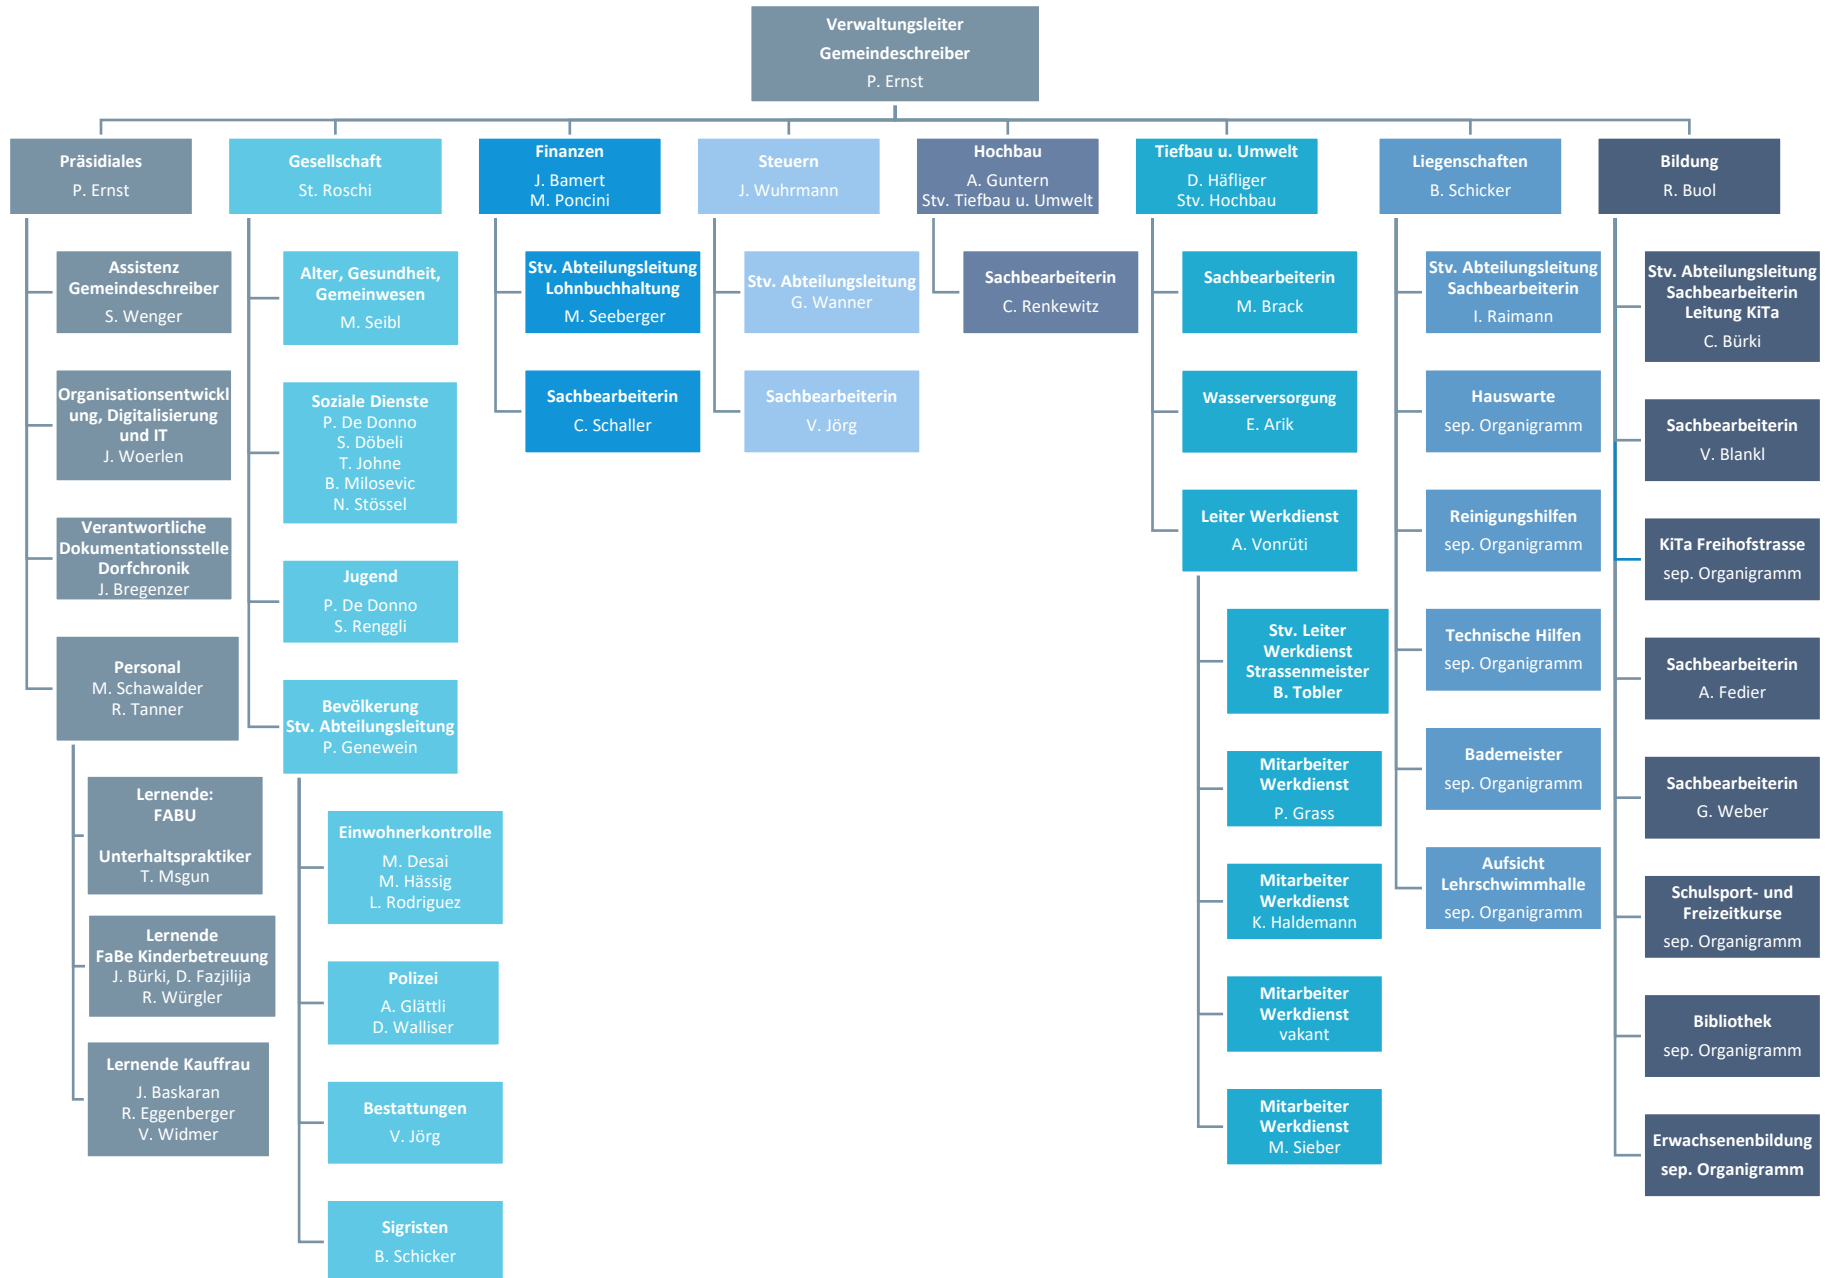 Verwaltungsleiter
Gemeindeschreiber
P. Ernst
Präsidiales
P. Ernst
Assistenz
Gemeindeschreiber
S. Wenger
Organisationsentwickl
ung, Digitalisierung
und IT
J. Woerlen
Verantwortliche
Dokumentationsstelle
Dorfchronik
J. Bregenzer
Personal
M. Schawalder
R. Tanner
Lernende:
FABU
Unterhaltspraktiker
T. Msgun
Lernende
FaBe Kinderbetreuung
J. Bürki, D. Fazjilija
R. Würgler
Lernende Kauffrau
J. Baskaran
R. Eggenberger
V. Widmer
Gesellschaft
St. Roschi
Alter, Gesundheit,
Gemeinwesen
M. Seibl
Soziale Dienste
P. De Donno
S. Döbeli
T. Johne
B. Milosevic
N. Stössel
Jugend
P. De Donno
S. Renggli
Bevölkerung
Stv. Abteilungsleitung
P. Genewein
Einwohnerkontrolle
M. Desai
M. Hässig
L. Rodriguez
Polizei
A. Glättli
D. Walliser
Bestattungen
V. Jörg
Sigristen
B. Schicker
Finanzen
J. Bamert
M. Poncini
Stv. Abteilungsleitung
Lohnbuchhaltung
M. Seeberger
Sachbearbeiterin
C. Schaller
Steuern
J. Wuhrmann
Stv. Abteilungsleitung
G. Wanner
Sachbearbeiterin
V. Jörg
Hochbau
A. Guntern
Stv. Tiefbau u. Umwelt
Sachbearbeiterin
C. Renkewitz
Tiefbau u. Umwelt
D. Häfliger
Stv. Hochbau
Sachbearbeiterin
M. Brack
Wasserversorgung
E. Arik
Leiter Werkdienst
A. Vonrüti
Stv. Leiter
Werkdienst
Strassenmeister
B. Tobler
Mitarbeiter
Werkdienst
P. Grass
Mitarbeiter
Werkdienst
K. Haldemann
Mitarbeiter
Werkdienst
vakant
Mitarbeiter
Werkdienst
M. Sieber
Liegenschaften
B. Schicker
Stv. Abteilungsleitung
Sachbearbeiterin
I. Raimann
Hauswarte
sep. Organigramm
Reinigungshilfen
sep. Organigramm
Technische Hilfen
sep. Organigramm
Bademeister
sep. Organigramm
Aufsicht
Lehrschwimmhalle
sep. Organigramm
Bildung
R. Buol
Stv. Abteilungsleitung
Sachbearbeiterin
Leitung KiTa
C. Bürki
Sachbearbeiterin
V. Blankl
KiTa Freihofstrasse
sep. Organigramm
Sachbearbeiterin
A. Fedier
Sachbearbeiterin
G. Weber
Schulsport- und
Freizeitkurse
sep. Organigramm
Bibliothek
sep. Organigramm
Erwachsenenbildung
sep. Organigramm